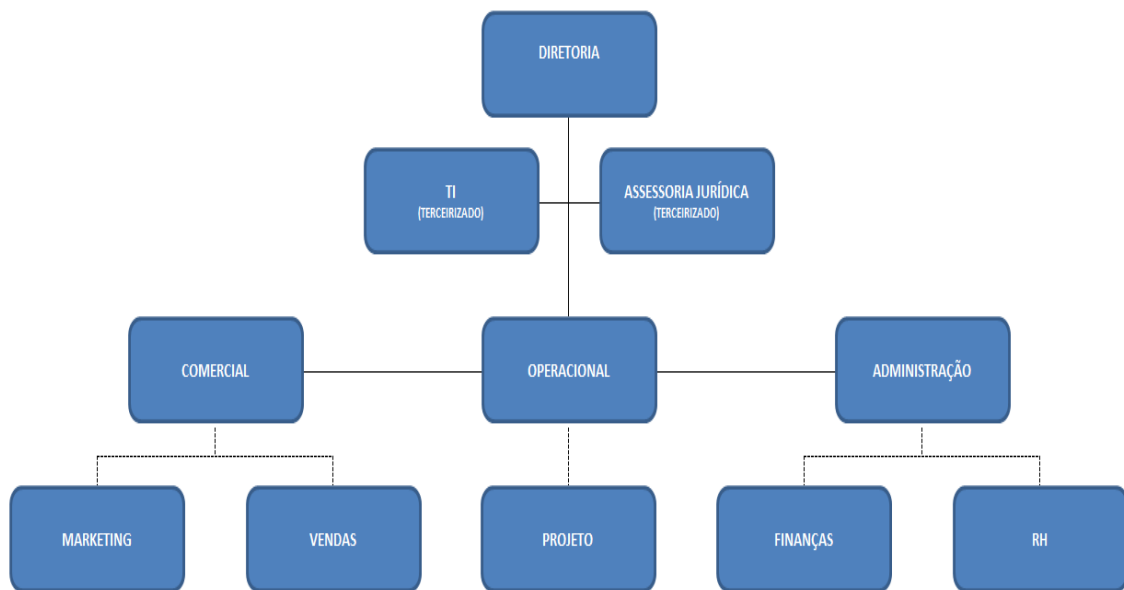 DIRETORIA
TI
(TERCEIRIZADO)
ASSESSORIA JURÍDICA
(TERCEIRIZADO)
COMERCIAL
OPERACIONAL
ADMINISTRAÇÃO
MARKETING
VENDAS
PROJETO
FINANÇAS
RH